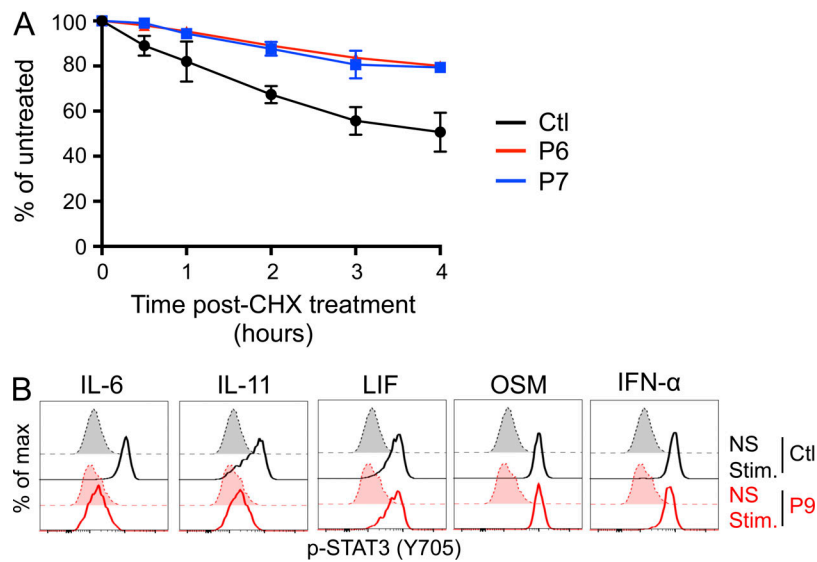 A
100
80
60
40
20
0
% of untreated
0 1 2 3 4
Time post-CHX treatment
(hours)
Ctl
P6
P7
B
IL-6 IL-11 LIF OSM IFN-α
% of max
NS
Stim.
Ctl
NS
Stim.
P9
p-STAT3 (Y705)